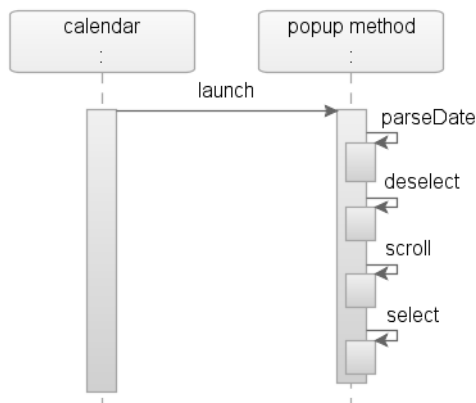 calendar
:
popup method
:
launch
parseDate
deselect
scroll
select